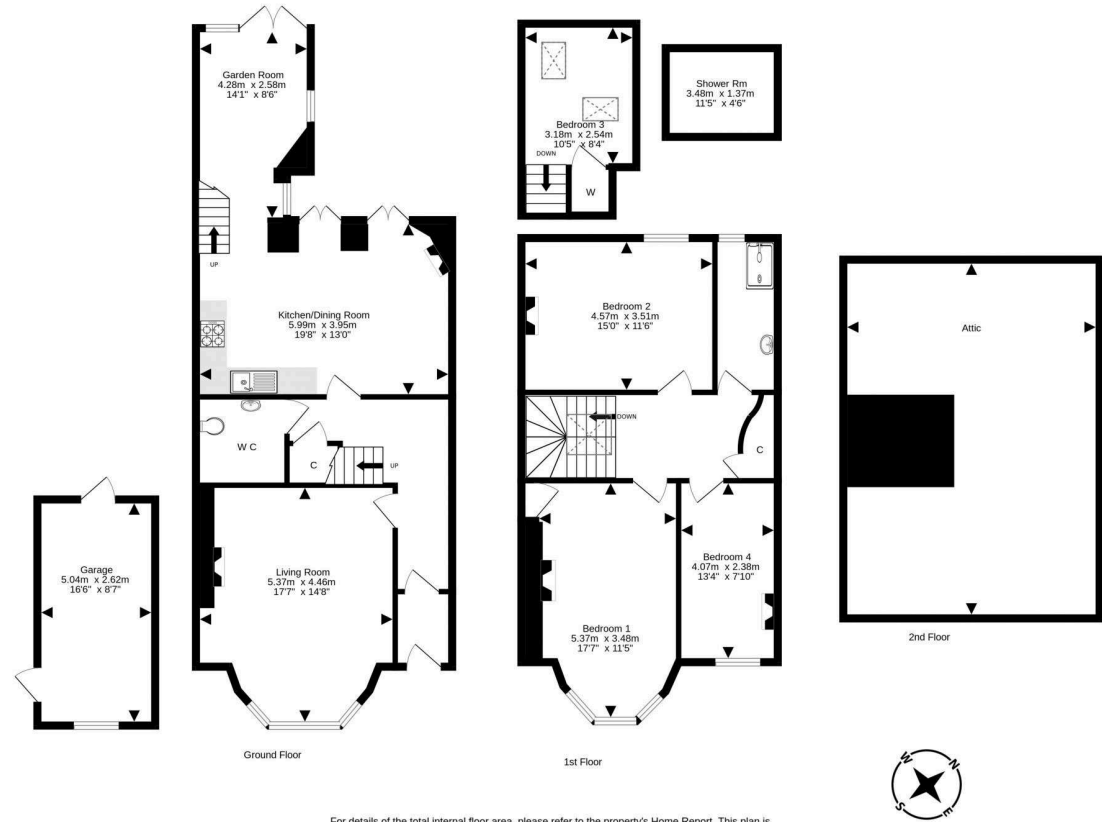 Garden Room
4.28m x 2.58m
14'1" x 8'6"
UP
Kitchen/Dining Room
5.99m x 3.95m
19'8" x 13'0"
W C
C
UP
Living Room
5.37m x 4.46m
17'7" x 14'8"
Garage
5.04m x 2.62m
16'6" x 8'7"
Ground Floor
Bedroom 3
3.18m x 2.54m
10'5" x 8'4"
DOWN
W
Shower Rm
3.48m x 1.37m
11'5" x 4'6"
Bedroom 2
4.57m x 3.51m
15'0" x 11'6"
DOWN
C
Bedroom 4
4.07m x 2.38m
13'4" x 7'10"
Bedroom 1
5.37m x 3.48m
17'7" x 11'5"
1st Floor
Attic
2nd Floor
W
N
S
E
For details of the total internal floor area, please refer to the property's Home Report. This plan is